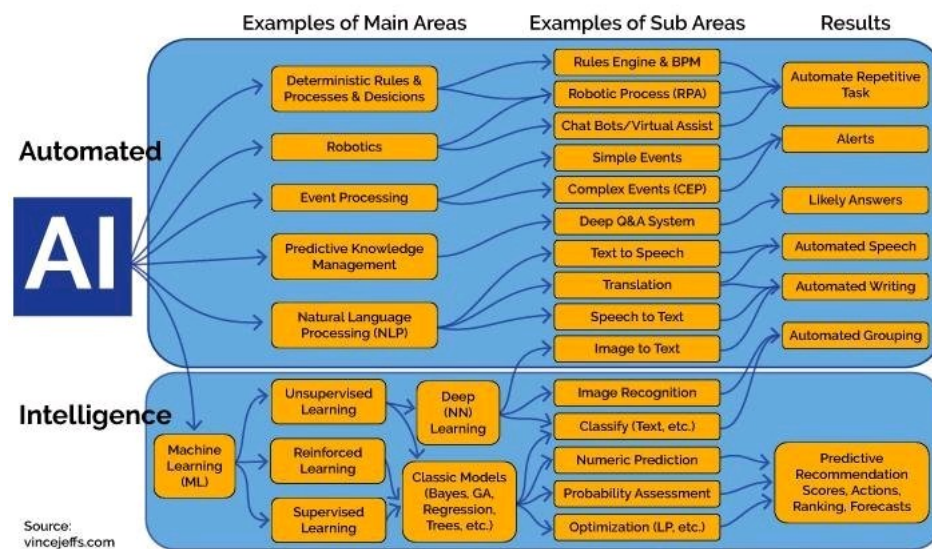 Examples of Main Areas
Examples of Sub Areas
Results
Automated
AI
Deterministic Rules &
Processes & Desicions
Robotics
Event Processing
Predictive Knowledge
Management
Natural Language
Processing (NLP)
Rules Engine & BPM
Robotic Process (RPA)
Chat Bots/Virtual Assist
Simple Events
Complex Events (CEP)
Deep Q&A System
Text to Speech
Translation
Speech to Text
Image to Text
Automate Repetitive
Task
Alerts
Likely Answers
Automated Speech
Automated Writing
Automated Grouping
Intelligence
Machine
Learning
(ML)
Unsupervised
Learning
Reinforced
Learning
Supervised
Learning
Deep
(NN)
Learning
Classic Models
(Bayes, GA,
Regression,
Trees, etc.)
Image Recognition
Classify (Text, etc.)
Numeric Prediction
Probability Assessment
Optimization (LP, etc.)
Predictive
Recommendation
Scores, Actions,
Ranking, Forecasts
Source:
vincejeffs.com